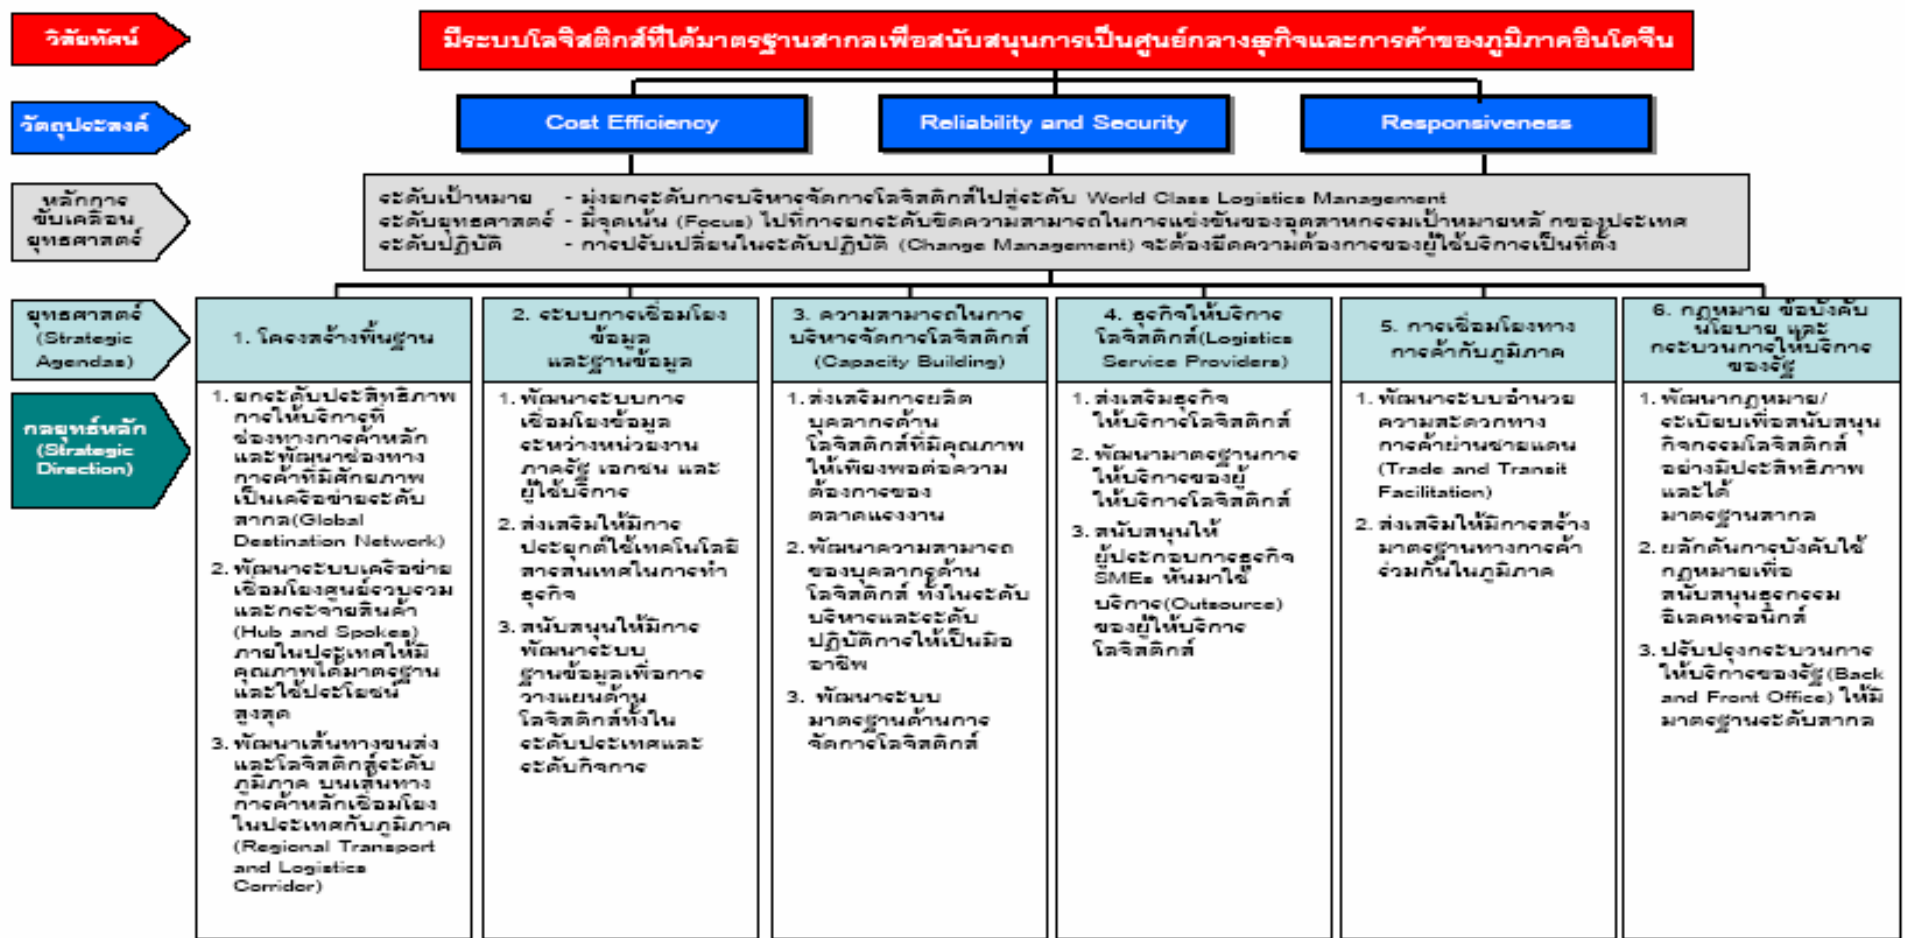 วิสัยทัศน์
มีระบบโลจิสติกส์ที่ได้มาตรฐานสากลเพื่อสนับสนุนการเป็นศูนย์กลางธุรกิจและการค้าของภูมิภาคอินโดจีน
วัตถุประสงค์
Cost Efficiency
Reliability and Security
Responsiveness
หลักการ
ขับเคลื่อน
ยุทธศาสตร์
ระดับเป้าหมาย - มุ่งยกระดับการบริหารจัดการโลจิสติกส์ไปสู่ระดับ World Class Logistics Management
ระดับยุทธศาสตร์ - มีจุดเน้น (Focus) ไปที่การยกระดับขีดความสามารถในการแข่งขันของอุตสาหกรรมเป้าหมายหลักของประเทศ
ระดับปฏิบัติ - การปรับเปลี่ยนในระดับปฏิบัติ (Change Management) จะต้องยึดความต้องการของผู้ใช้บริการเป็นที่ตั้ง
ยุทธศาสตร์
(Strategic
Agendas)
1. โครงสร้างพื้นฐาน
2. ระบบการเชื่อมโยง
ข้อมูล
และฐานข้อมูล
3. ความสามารถในการ
บริหารจัดการโลจิสติกส์
(Capacity Building)
4. ธุรกิจให้บริการ
โลจิสติกส์(Logistics
Service Providers)
5. การเชื่อมโยงทาง
การค้ากับภูมิภาค
6. กฎหมาย ข้อบังคับ
นโยบาย และ
กระบวนการให้บริการ
ของรัฐ
กลยุทธ์หลัก
(Strategic
Direction)
1. ยกระดับประสิทธิภาพ
การให้บริการที่
ช่องทางการค้าหลัก
และพัฒนาช่องทาง
การค้าที่มีศักยภาพ
เป็นเครือข่ายระดับ
สากล(Global
Destination Network)
2. พัฒนาระบบเครือข่าย
เชื่อมโยงศูนย์รวบรวม
และกระจายสินค้า
(Hub and Spokes)
ภายในประเทศให้มี
คุณภาพได้มาตรฐาน
และใช้ประโยชน์
สูงสุด
3. พัฒนาเส้นทางขนส่ง
และโลจิสติกส์ระดับ
ภูมิภาค บนเส้นทาง
การค้าหลักเชื่อมโยง
ในประเทศกับภูมิภาค
(Regional Transport
and Logistics
Corridor)
1. พัฒนาระบบการ
เชื่อมโยงข้อมูล
ระหว่างหน่วยงาน
ภาครัฐ เอกชน และ
ผู้ใช้บริการ
2. ส่งเสริมให้มีการ
ประยุกต์ใช้เทคโนโลยี
สารสนเทศในการทำ
ธุรกิจ
3. สนับสนุนให้มีการ
พัฒนาระบบ
ฐานข้อมูลเพื่อการ
วางแผนด้าน
โลจิสติกส์ทั้งใน
ระดับประเทศและ
ระดับกิจการ
1. ส่งเสริมการผลิต
บุคลากรด้าน
โลจิสติกส์ที่มีคุณภาพ
ให้เพียงพอต่อความ
ต้องการของ
ตลาดแรงงาน
2. พัฒนาความสามารถ
ของบุคลากรด้าน
โลจิสติกส์ ทั้งในระดับ
บริหารและระดับ
ปฏิบัติการให้เป็นมือ
อาชีพ
3. พัฒนาระบบ
มาตรฐานด้านการ
จัดการโลจิสติกส์
1. ส่งเสริมธุรกิจ
ให้บริการโลจิสติกส์
2. พัฒนามาตรฐานการ
ให้บริการของผู้
ให้บริการโลจิสติกส์
3. สนับสนุนให้
ผู้ประกอบการธุรกิจ
SMEs หันมาใช้
บริการ(Outsource)
ของผู้ให้บริการ
โลจิสติกส์
1. พัฒนาระบบอำนวย
ความสะดวกทาง
การค้าผ่านชายแดน
(Trade and Transit
Facilitation)
2. ส่งเสริมให้มีการสร้าง
มาตรฐานทางการค้า
ร่วมกันในภูมิภาค
1. พัฒนากฎหมาย/
ระเบียบเพื่อสนับสนุน
กิจกรรมโลจิสติกส์
อย่างมีประสิทธิภาพ
และได้
มาตรฐานสากล
2. ผลักดันการบังคับใช้
กฎหมายเพื่อ
สนับสนุนธุรกรรม
อิเลคทรอนิกส์
3. ปรับปรุงกระบวนการ
ให้บริการของรัฐ(Back
and Front Office) ให้มี
มาตรฐานระดับสากล